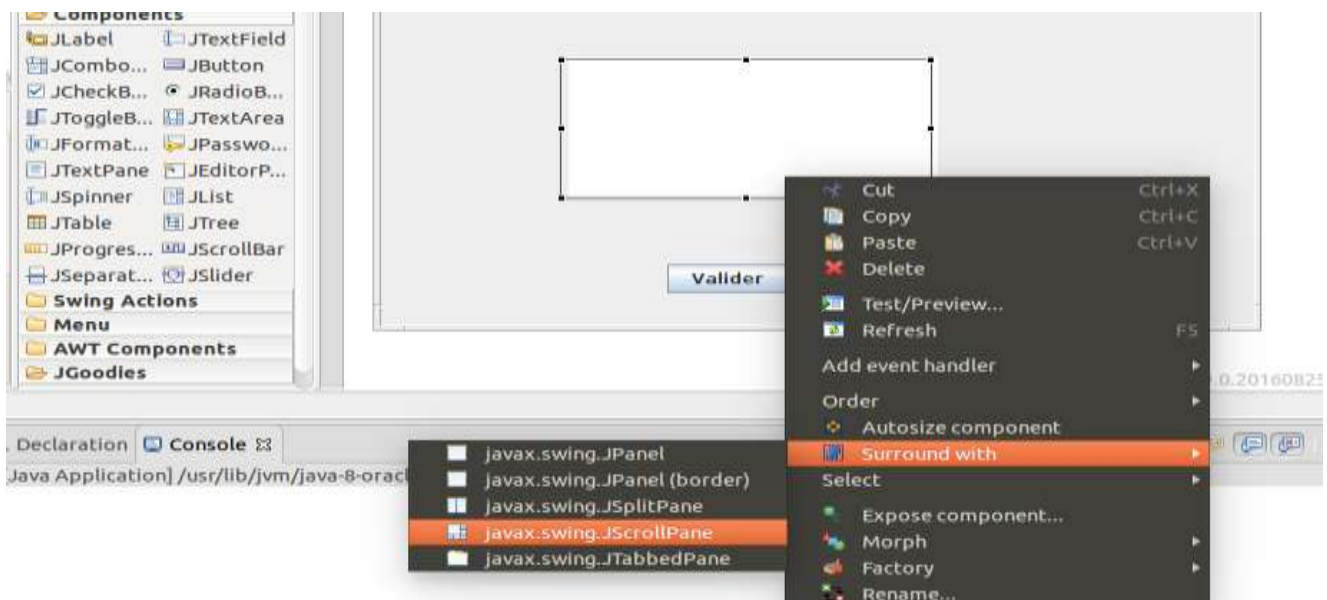 Components
JLabel JTextField
JCombo... JButton
JCheckB... JRadioB...
JToggleB... JTextArea
JFormat... JPasswo...
JTextPane JEditorP...
JSpinner JList
JTable JTree
JProgres... JScrollBar
JSeparat... JSlider
Swing Actions
Menu
AWT Components
JGoodies
Valider
Cut Ctrl+X
Copy Ctrl+C
Paste Ctrl+V
Delete
Test/Preview...
Refresh F5
Add event handler
Order
Autosize component
Surround with
Select
Expose component...
Morph
Factory
Rename...
javax.swing.JPanel
javax.swing.JPanel (border)
javax.swing.JSplitPane
javax.swing.JScrollPane
javax.swing.JTabbedPane
.0.20160825
Declaration Console
Java Application] /usr/lib/jvm/java-8-oracl